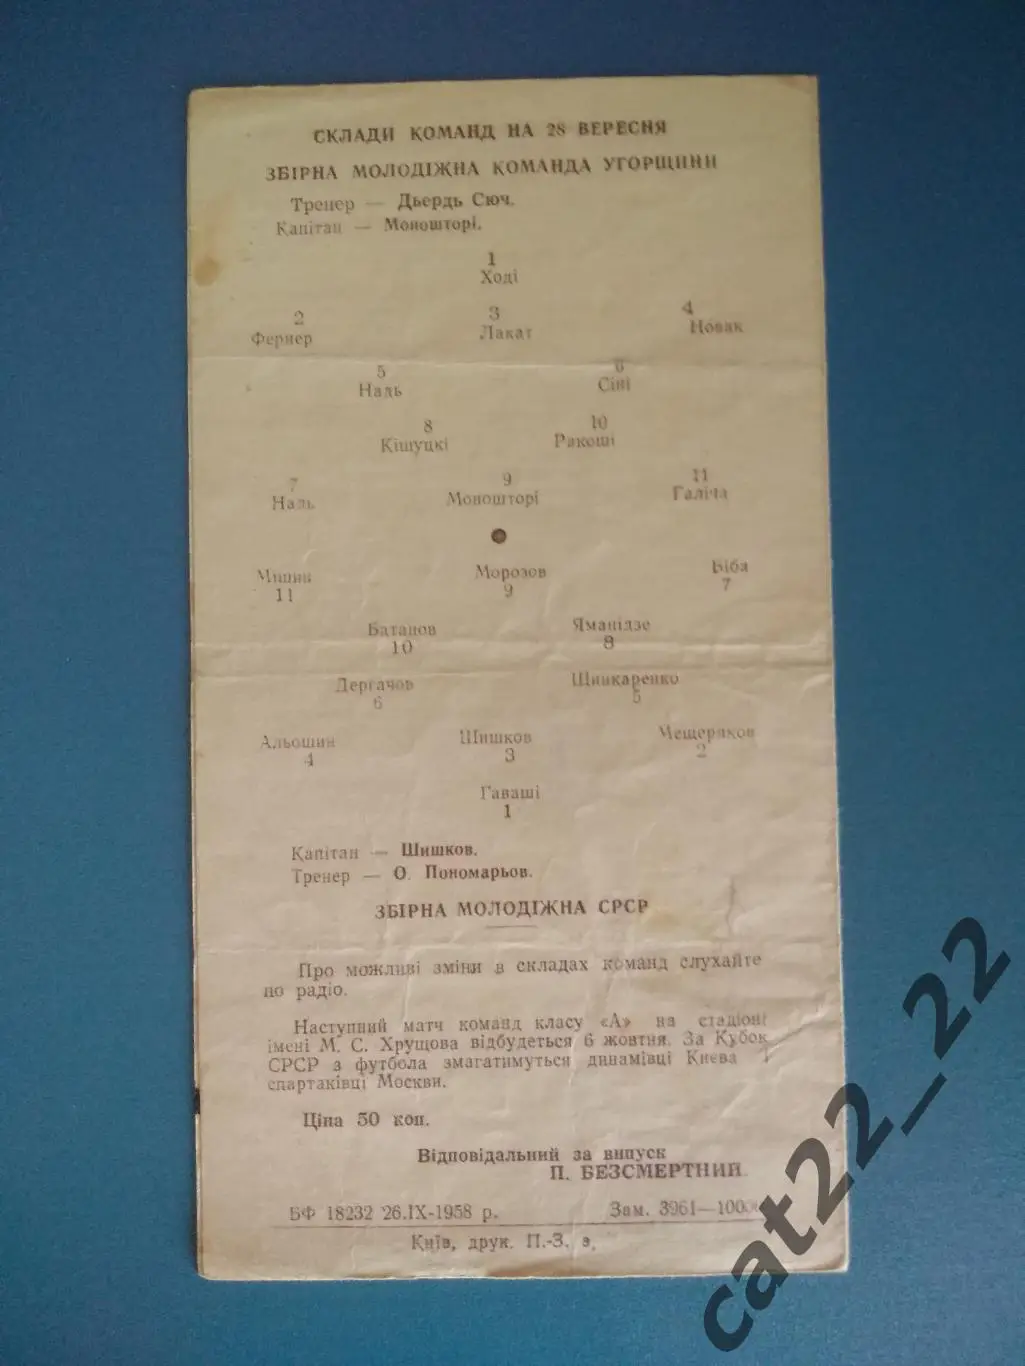 СКЛАДИ КОМАНД НА 28 ВЕРЕСНЯ
ЗБІРНА МОЛОДІЖНА КОМАНДА УГОРЩИНИ
Тренер — Дьердь Сюч.
Капітан — Моношторі.
1
Ході
2 3 4
Фернер Лакат Новак
5 6
Надь Сіні
8 10
Кішуцкі Ракоші
7 9 11
Надь Моношторі Галіча
Мишин Морозов Біба
11 9 7
Батанов Яманідзе
10 8
Дергачов Шинкаренко
6 5
Альошин Шишков Мещеряков
4 3 2
Гаваші
1
Капітан — Шишков.
Тренер — О. Пономарьов.
ЗБІРНА МОЛОДІЖНА СРСР
Про можливі зміни в складах команд слухайте
по радіо.
Наступний матч команд класу «А» на стадіоні
імені М. С. Хрущова відбудеться 6 жовтня. За Кубок
СРСР з футбола змагатимуться динамівці Києва і
спартаківці Москви.
Ціна 50 коп.
Відповідальний за випуск
П. БЕЗСМЕРТНИЙ.
БФ 18232 26.IX-1958 р. Зам. 3961—
Київ, друк. П.-З. з,
cat22_22